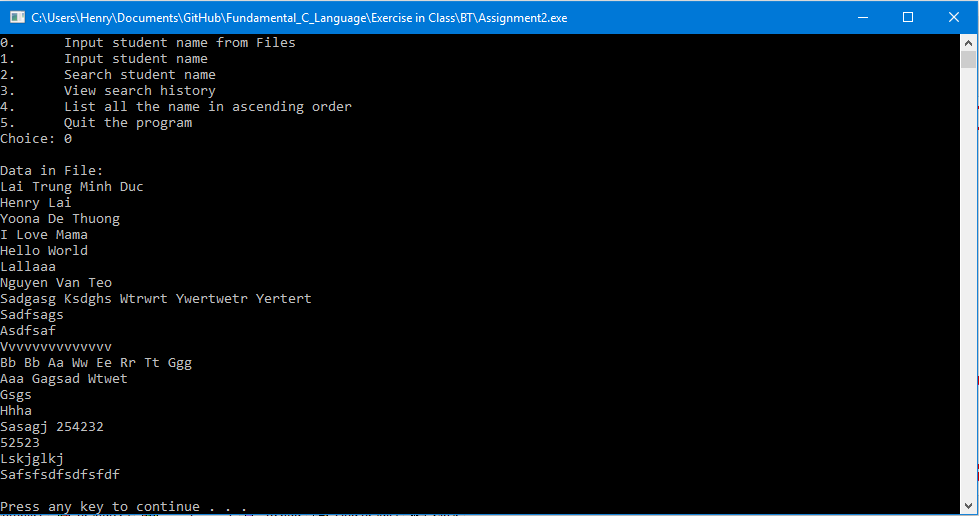 C:\Users\Henry\Documents\GitHub\Fundamental_C_Language\Exercise in Class\BT\Assignment2.exe
0.      Input student name from Files
1.      Input student name
2.      Search student name
3.      View search history
4.      List all the name in ascending order
5.      Quit the program
Choice: 0
Data in File:
Lai Trung Minh Duc
Henry Lai
Yoona De Thuong
I Love Mama
Hello World
Lallaaa
Nguyen Van Teo
Sadgasg Ksdghs Wtrwrt Ywertwetr Yertert
Sadfsags
Asdfsaf
Vvvvvvvvvvvvvv
Bb Bb Aa Ww Ee Rr Tt Ggg
Aaa Gagsad Wtwet
Gsgs
Hhha
Sasagj 254232
52523
Lskjglkj
Safsfsdfsdfsfdf
Press any key to continue . . .